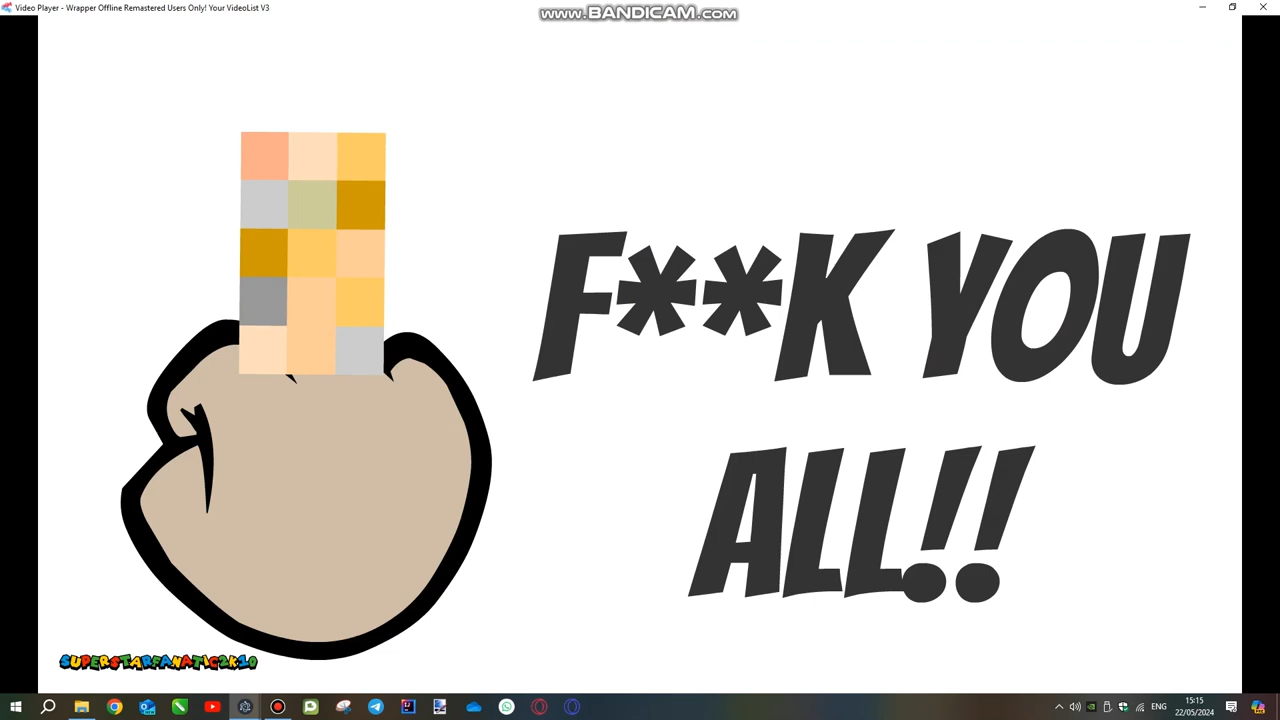 Video Player - Wrapper Offline Remastered Users Only! Your VideoList V3
www.BANDICAM.com
F**K YOU
ALL!!
SUPERSTARFANATIC2K10
ENG
15:15
22/05/2024